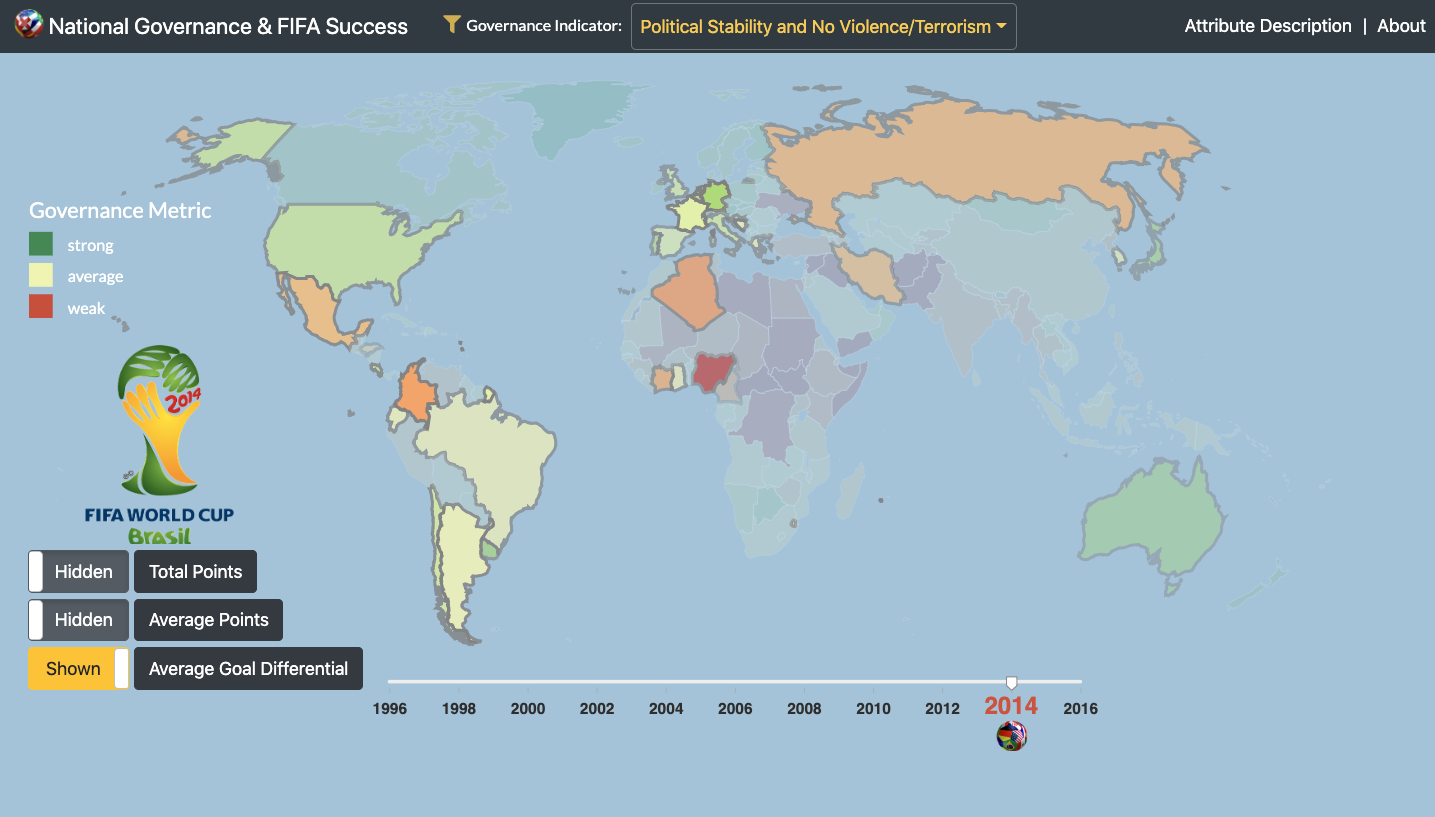 National Governance & FIFA Success
Governance Indicator:
Political Stability and No Violence/Terrorism
Attribute Description | About
Governance Metric
strong
average
weak
2014
FIFA WORLD CUP
Brasil
Hidden Total Points
Hidden Average Points
Shown Average Goal Differential
1996 1998 2000 2002 2004 2006 2008 2010 2012 2014 2016